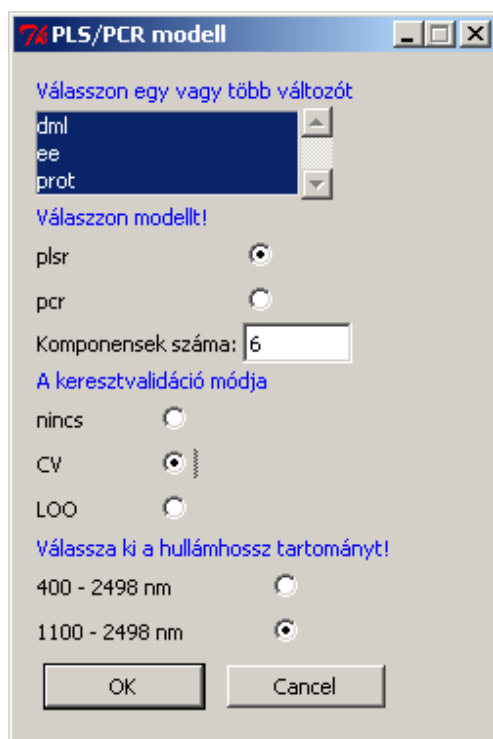 PLS/PCR modell
Válasszon egy vagy több változót
dml
ee
prot
Válaszzon modellt!
plsr
pcr
Komponensek száma: 6
A keresztvalidáció módja
nincs
CV
LOO
Válassza ki a hullámhossz tartományt!
400 - 2498 nm
1100 - 2498 nm
OK Cancel